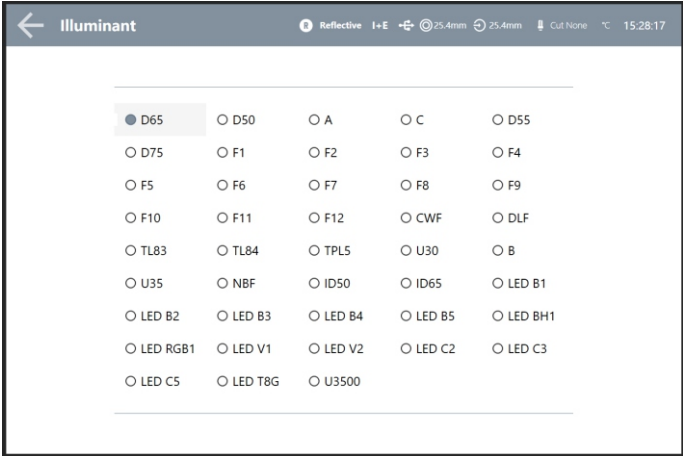 Illuminant R Reflective I+E 25.4mm 25.4mm Cut None °C 15:28:17
D65 D50 A C D55
D75 F1 F2 F3 F4
F5 F6 F7 F8 F9
F10 F11 F12 CWF DLF
TL83 TL84 TPL5 U30 B
U35 NBF ID50 ID65 LED B1
LED B2 LED B3 LED B4 LED B5 LED BH1
LED RGB1 LED V1 LED V2 LED C2 LED C3
LED C5 LED T8G U3500